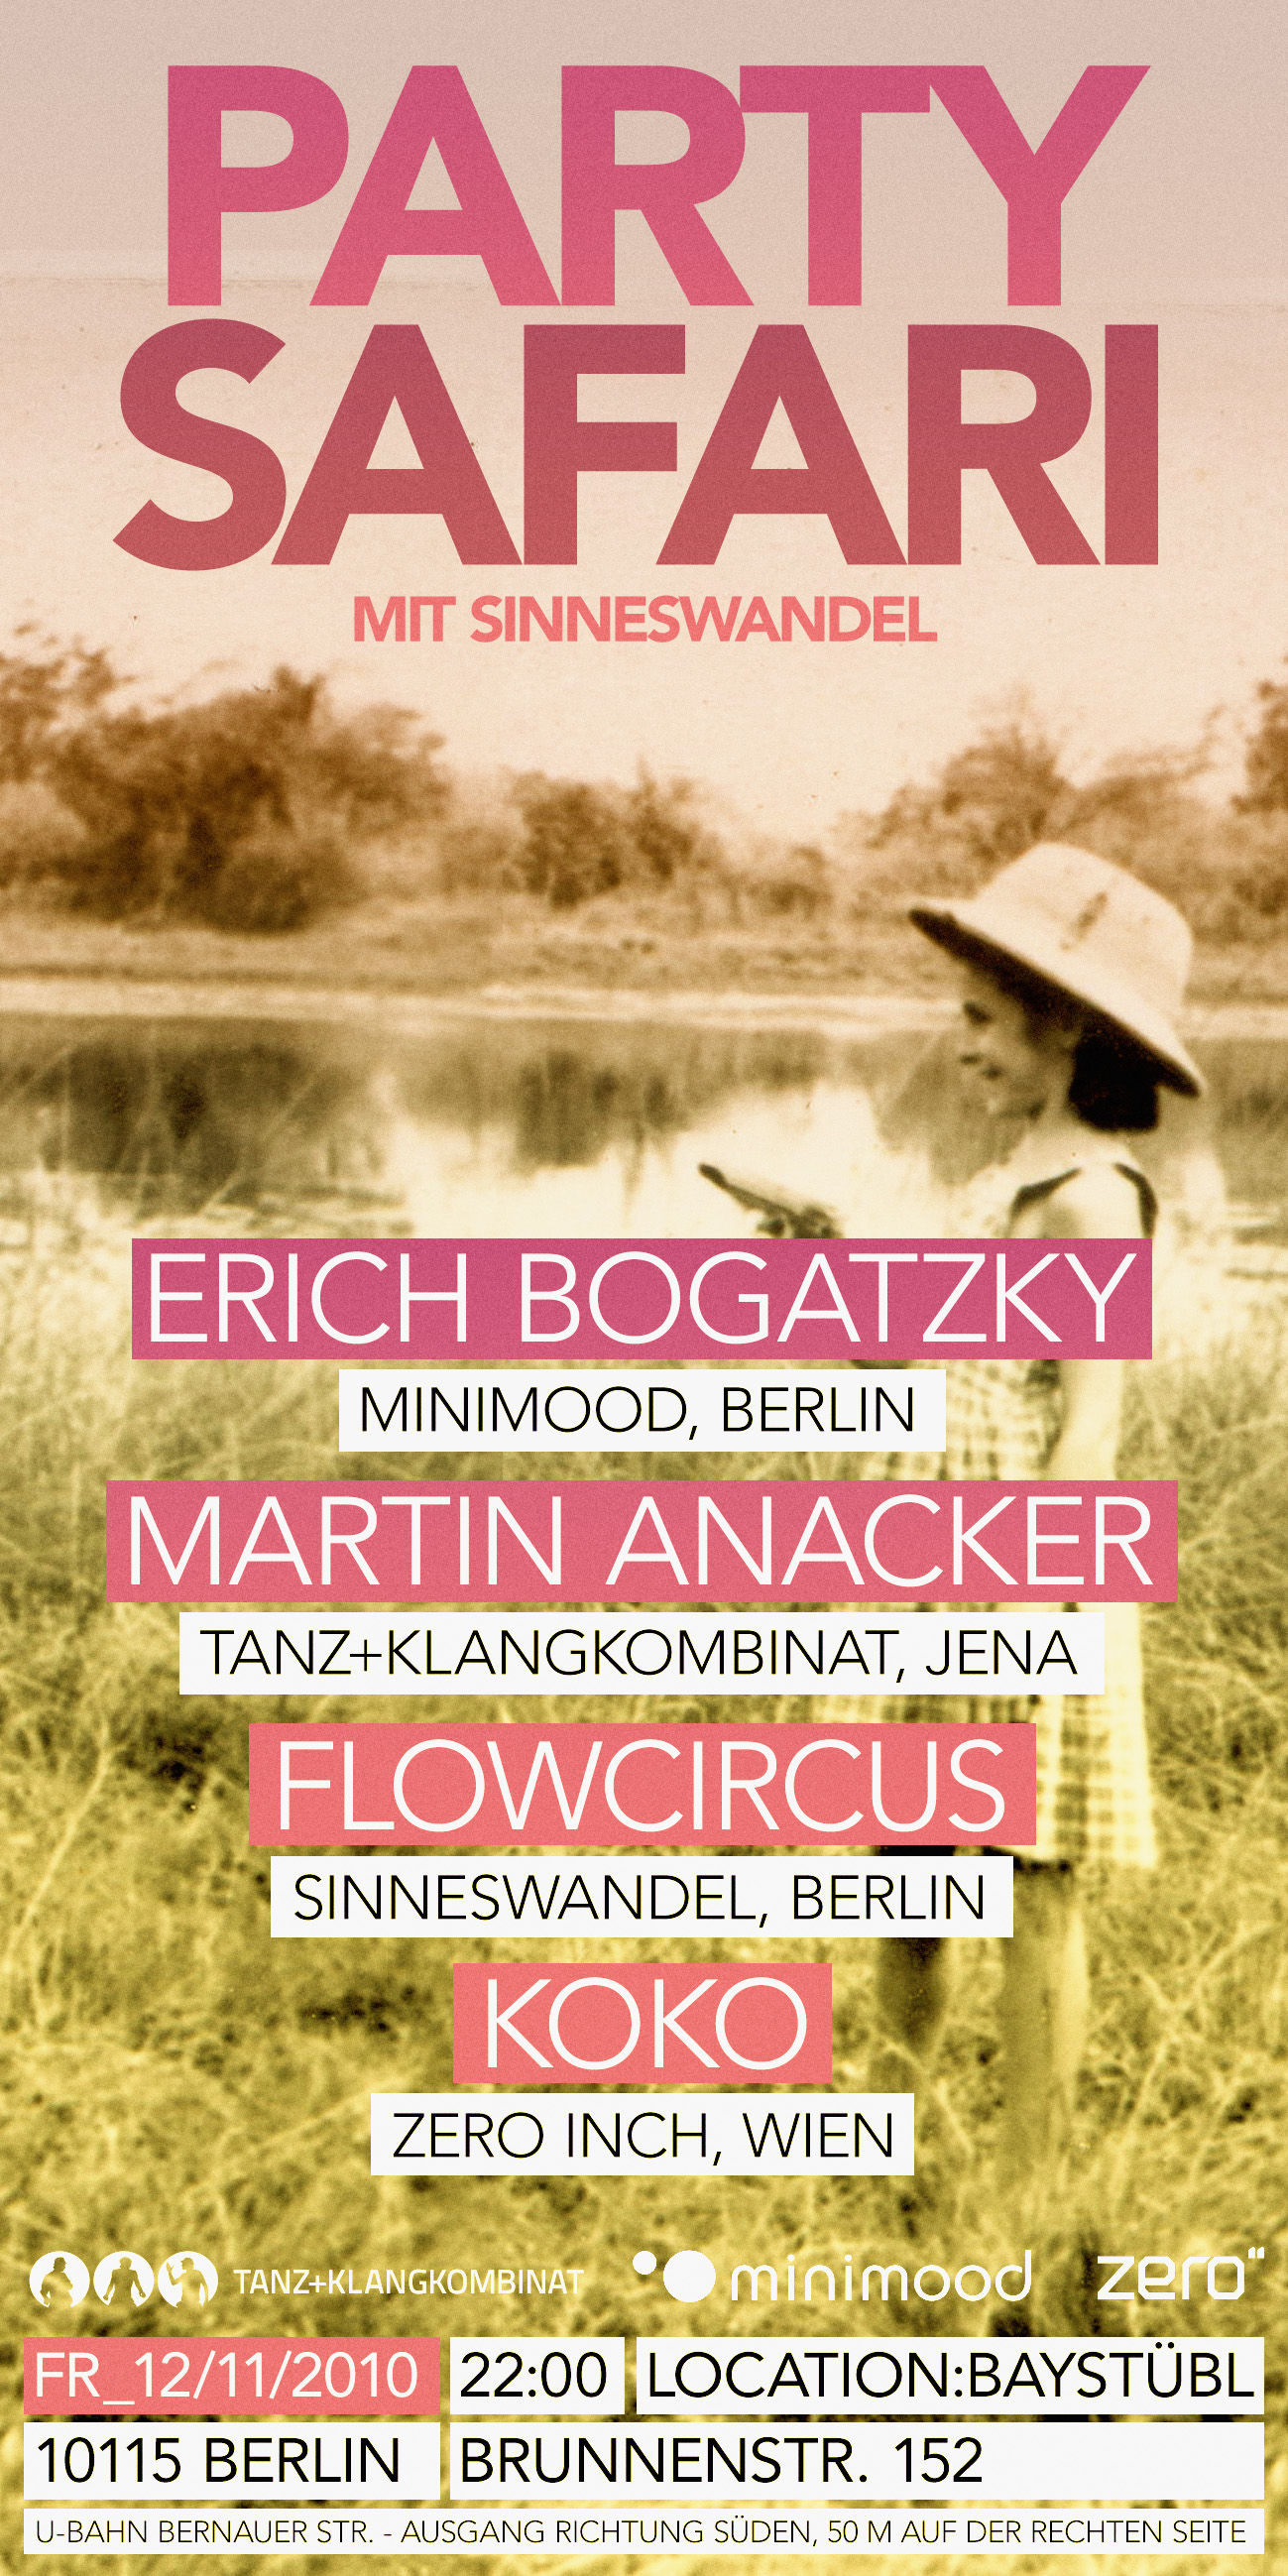 PARTY
SAFARI
MIT SINNESWANDEL
ERICH BOGATZKY
MINIMOOD, BERLIN
MARTIN ANACKER
TANZ+KLANGKOMBINAT, JENA
FLOWCIRCUS
SINNESWANDEL, BERLIN
KOKO
ZERO INCH, WIEN
TANZ+KLANGKOMBINAT minimood zero"
FR_12/11/2010 22:00 LOCATION:BAYSTÜBL
10115 BERLIN BRUNNENSTR. 152
U-BAHN BERNAUER STR. - AUSGANG RICHTUNG SÜDEN, 50 M AUF DER RECHTEN SEITE